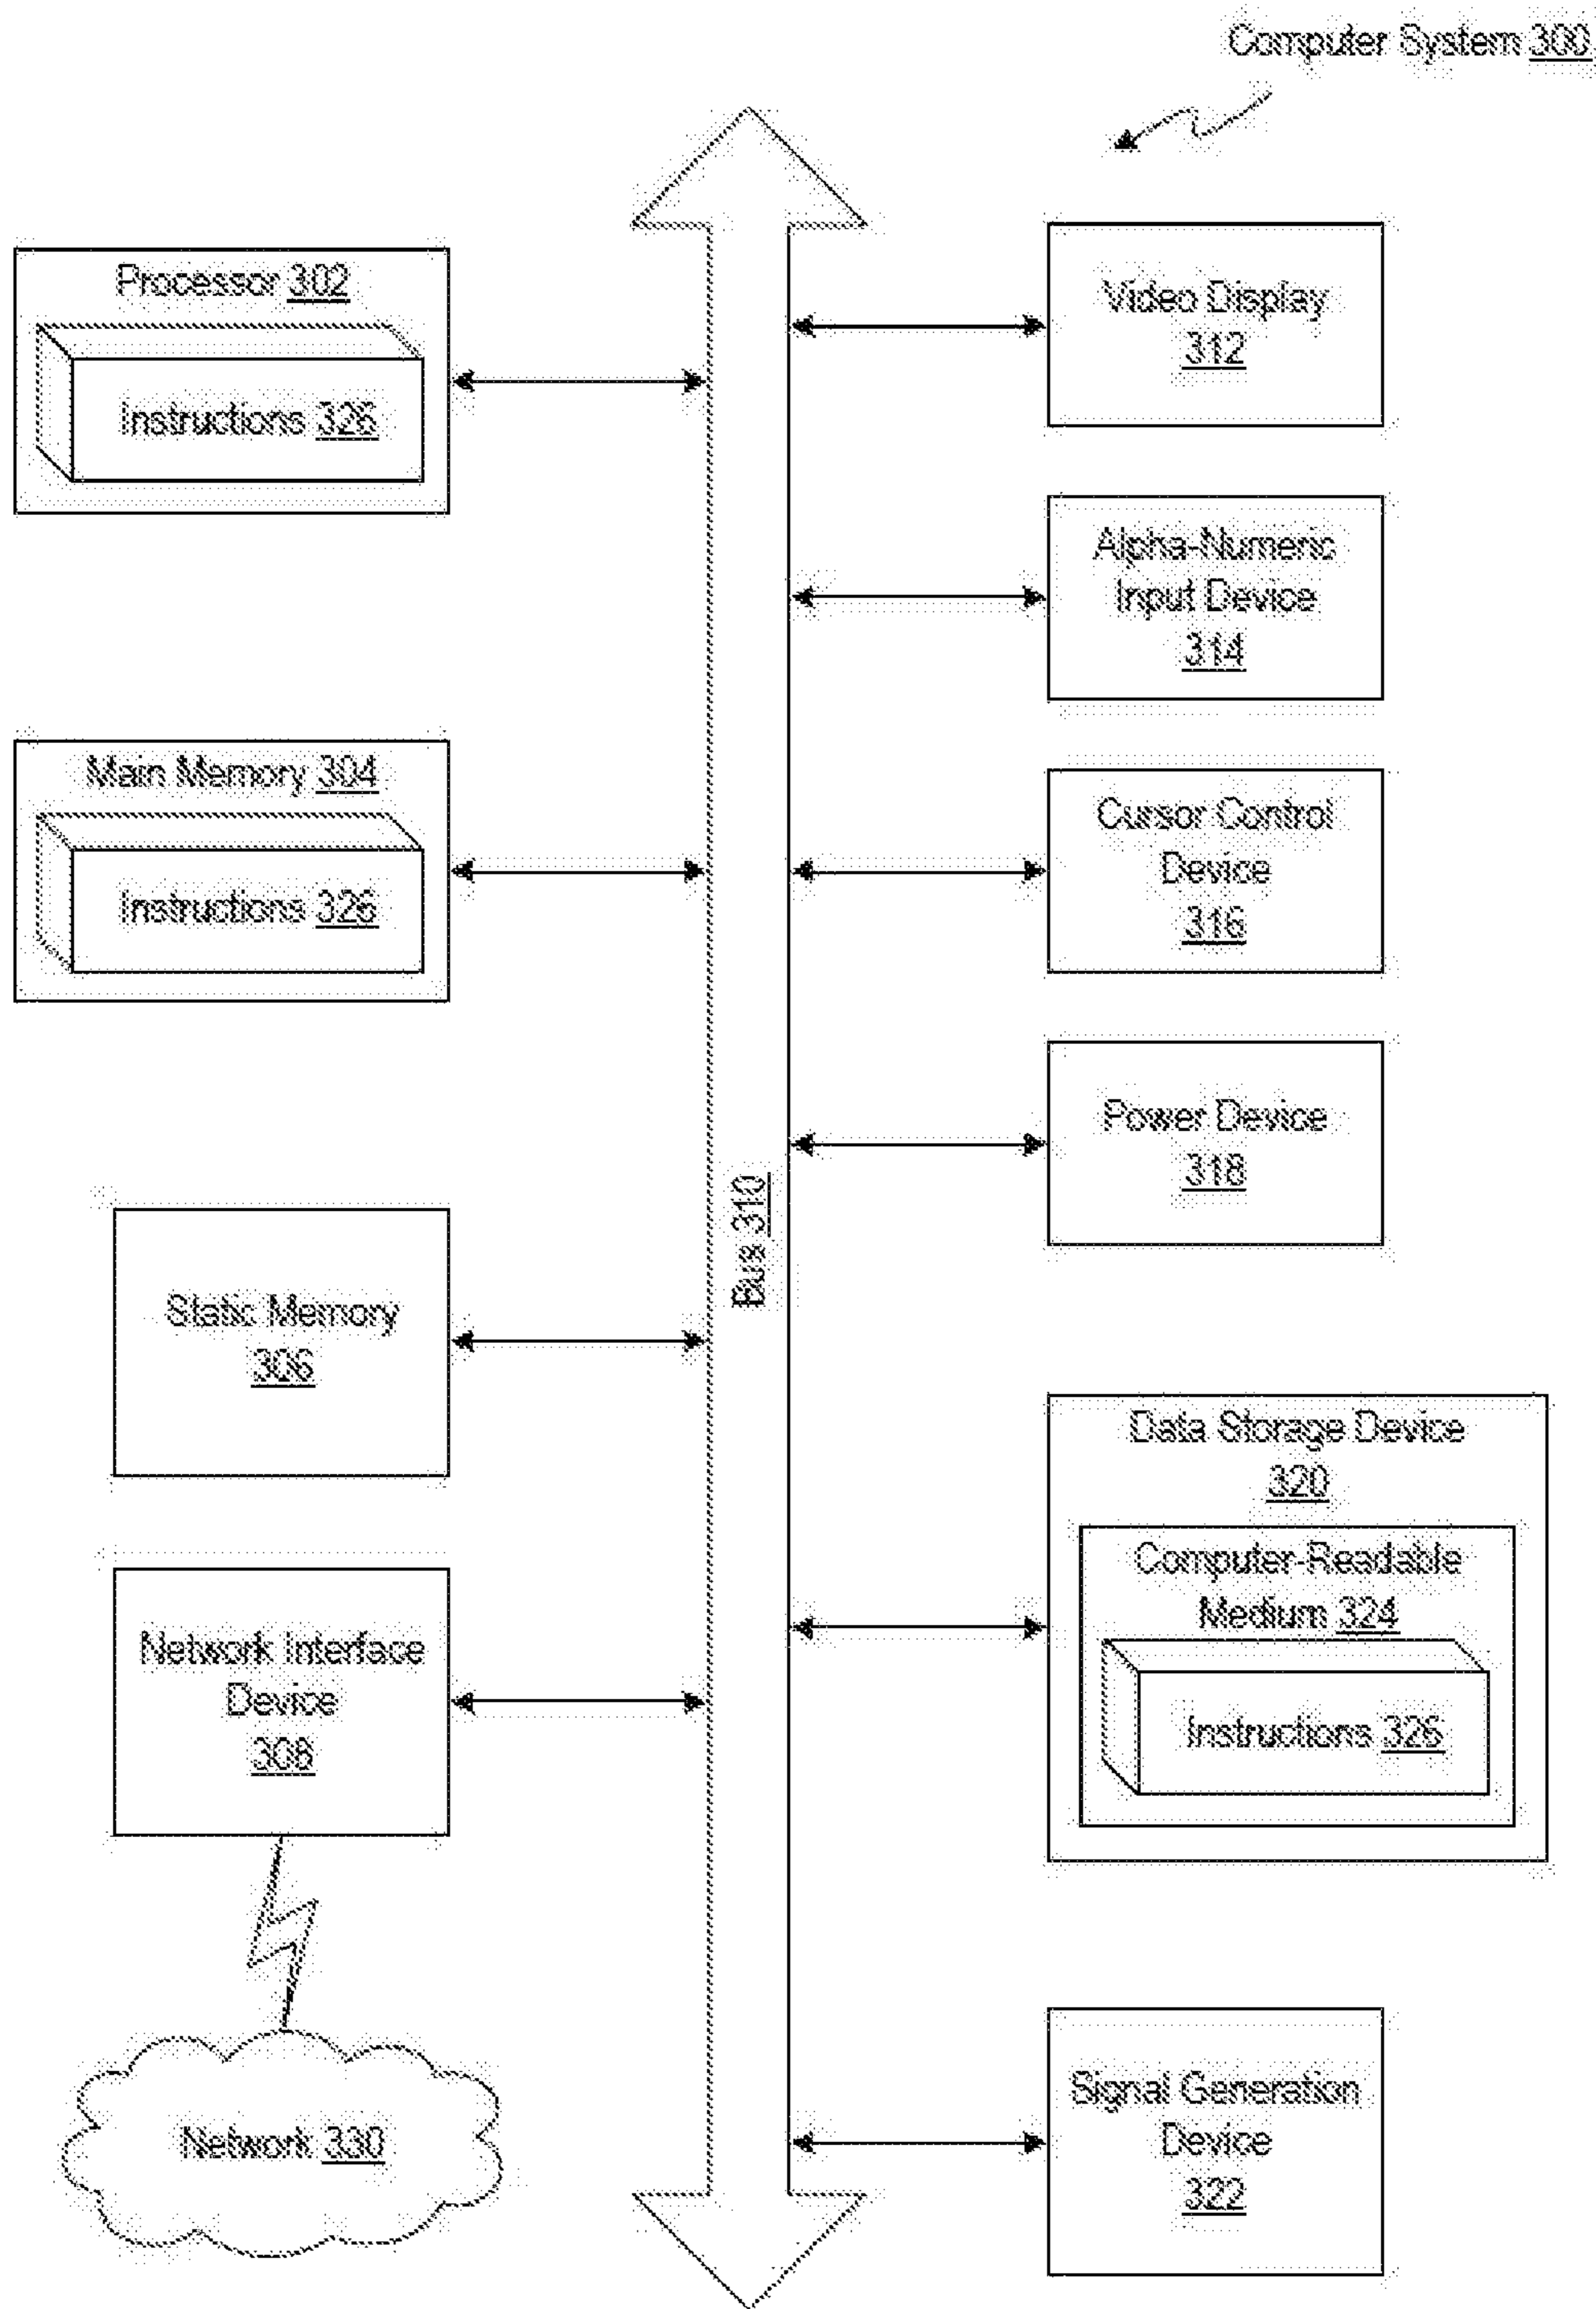 Computer System 300
Processor 302
Instructions 326
Main Memory 304
Instructions 326
Static Memory
306
Network Interface
Device
308
Network 330
Bus 310
Video Display
312
Alpha-Numeric
Input Device
314
Cursor Control
Device
316
Power Device
318
Data Storage Device
320
Computer-Readable
Medium 324
Instructions 326
Signal Generation
Device
322